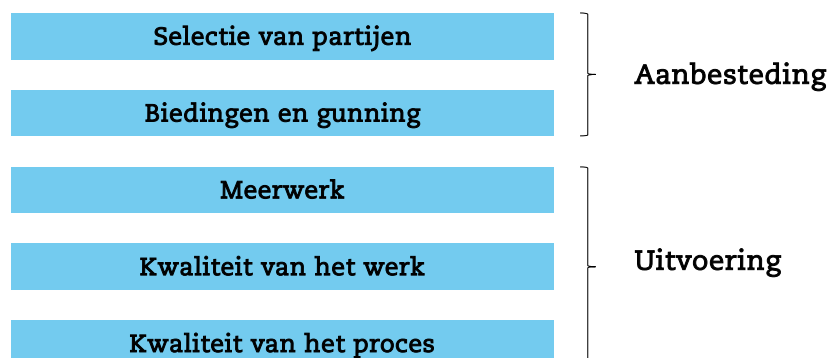 Selectie van partijen
Biedingen en gunning
Aanbesteding
Meerwerk
Kwaliteit van het werk
Kwaliteit van het proces
Uitvoering